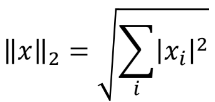 ‖x‖₂ = √(∑ᵢ|xᵢ|²)